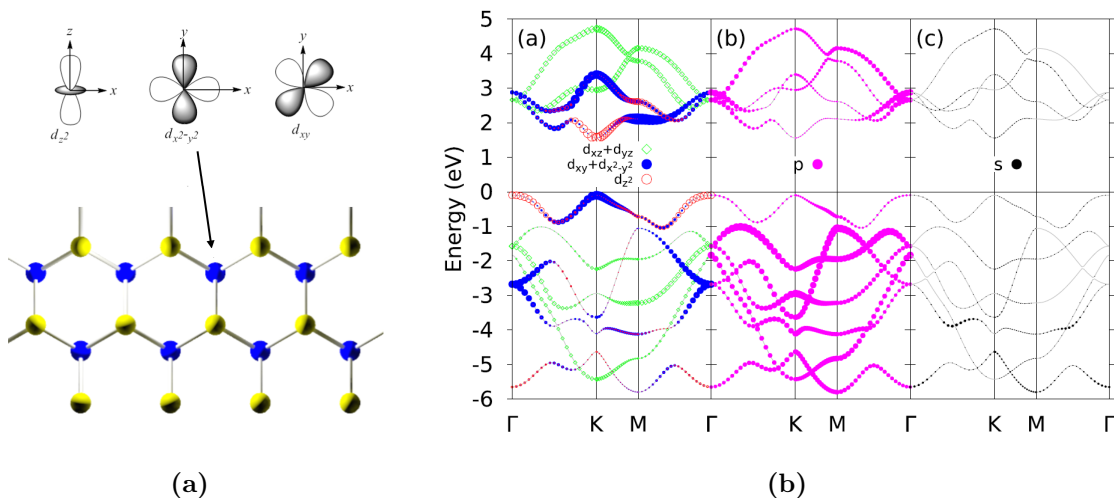 z
y
y
x
x
x
d_{z^2}
d_{x^2-y^2}
d_{xy}
(a)
Energy (eV)
5
4
3
2
1
0
-1
-2
-3
-4
-5
-6
(a)
(b)
(c)
d_{xz}+d_{yz}
d_{xy}+d_{x^2-y^2}
d_{z^2}
p
s
Γ K M Γ K M Γ K M Γ
(b)